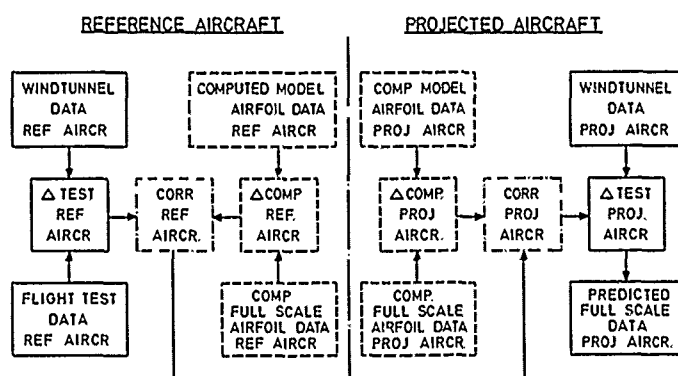 REFERENCE AIRCRAFT
PROJECTED AIRCRAFT
WINDTUNNEL
DATA
REF AIRCR
COMPUTED MODEL
AIRFOIL DATA
REF AIRCR
COMP MODEL
AIRFOIL DATA
PROJ AIRCR
WINDTUNNEL
DATA
PROJ AIRCR
Δ TEST
REF
AIRCR
CORR
REF
AIRCR.
Δ COMP
REF.
AIRCR
Δ COMP.
PROJ
AIRCR.
CORR
PROJ
AIRCR
Δ TEST
PROJ.
AIRCR
FLIGHT TEST
DATA
REF AIRCR
COMP
FULL SCALE
AIRFOIL DATA
REF AIRCR
COMP.
FULL SCALE
AIRFOIL DATA
PROJ AIRCR
PREDICTED
FULL SCALE
DATA
PROJ AIRCR.